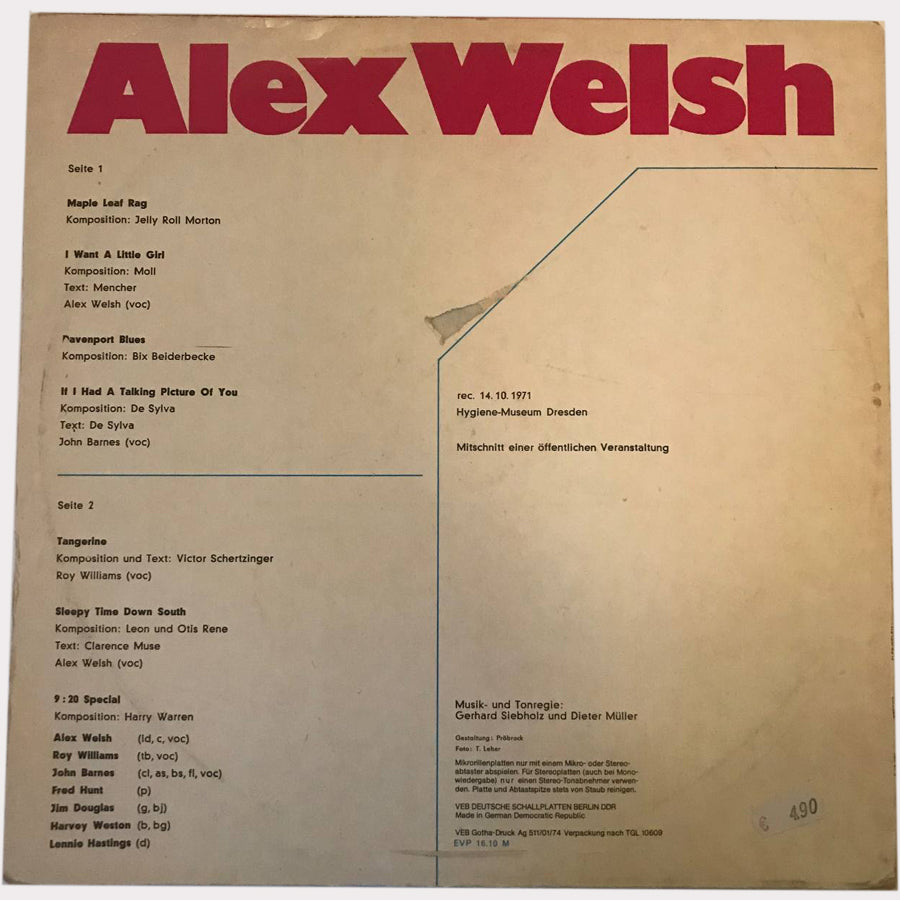 Alex Welsh
Seite 1
Maple Leaf Rag
Komposition: Jelly Roll Morton
I Want A Little Girl
Komposition: Moll
Text: Mencher
Alex Welsh (voc)
Davenport Blues
Komposition: Bix Beiderbecke
If I Had A Talking Picture Of You
Komposition: De Sylva
Text: De Sylva
John Barnes (voc)
Seite 2
Tangerine
Komposition und Text: Victor Schertzinger
Roy Williams (voc)
Sleepy Time Down South
Komposition: Leon und Otis Rene
Text: Clarence Muse
Alex Welsh (voc)
9:20 Special
Komposition: Harry Warren
Alex Welsh (ld, c, voc)
Roy Williams (tb, voc)
John Barnes (cl, as, bs, fl, voc)
Fred Hunt (p)
Jim Douglas (g, bj)
Harvey Weston (b, bg)
Lennie Hastings (d)
rec. 14.10.1971
Hygiene-Museum Dresden
Mitschnitt einer öffentlichen Veranstaltung
Musik- und Tonregie:
Gerhard Siebholz und Dieter Müller
Gestaltung: Pröbrock
Foto: T. Leher
Mikrorillenplatten nur mit einem Mikro- oder Stereo-
abtaster abspielen. Für Stereoplatten (auch bei Mono-
wiedergabe) nur einen Stereo-Tonabnehmer verwen-
den. Platte und Abtastspitze stets von Staub reinigen.
VEB DEUTSCHE SCHALLPLATTEN BERLIN DDR
Made in German Democratic Republic
VEB Gotha-Druck Ag 511/01/74 Verpackung nach TGL 10609
EVP 16.10 M
€ 4.90